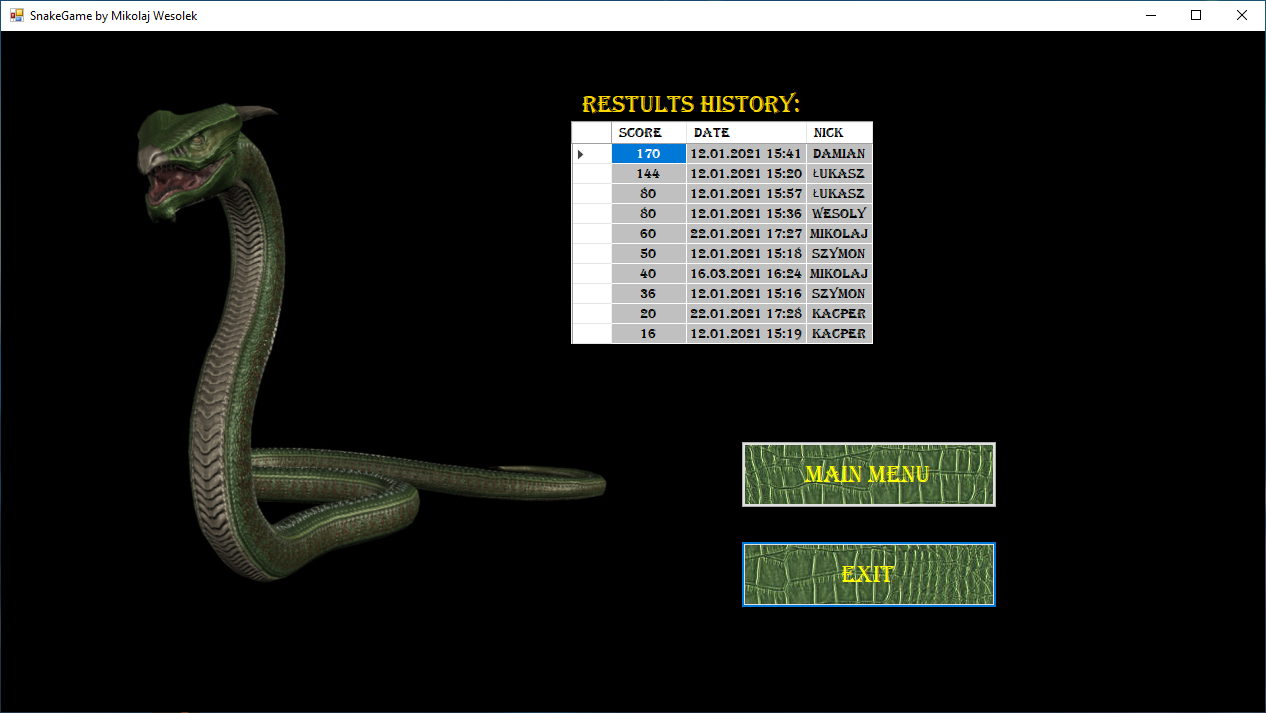 SnakeGame by Mikolaj Wesolek
RESTULTS HISTORY:
SCORE DATE NICK
170 12.01.2021 15:41 DAMIAN
144 12.01.2021 15:20 ŁUKASZ
80 12.01.2021 15:57 ŁUKASZ
80 12.01.2021 15:36 WESOLY
60 22.01.2021 17:27 MIKOLAJ
50 12.01.2021 15:18 SZYMON
40 16.03.2021 16:24 MIKOLAJ
36 12.01.2021 15:16 SZYMON
20 22.01.2021 17:28 KACPER
16 12.01.2021 15:19 KACPER
MAIN MENU
EXIT